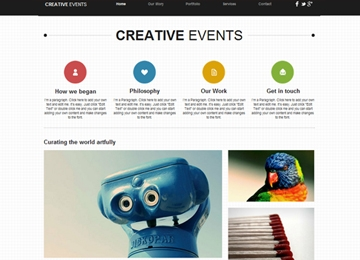 CREATIVE EVENTS
Home Our Story Portfolio Services Contact
CREATIVE EVENTS
How we began
I'm a paragraph. Click here to add your own
text and edit me. It's easy. Just click "Edit
Text" or double click me and you can start
adding your own content and make changes
to the font.
Philosophy
I'm a Paragraph. Click here to add your own
text and edit me. It's easy. Just click "Edit
Text" or double click me and you can start
adding your own content and make changes
to the font.
Our Work
I'm a Paragraph. Click here to add your own
text and edit me. It's easy. Just click "Edit
Text" or double click me and you can start
adding your own content and make changes
to the font.
Get in touch
I'm a Paragraph. Click here to add your own
text and edit me. It's easy. Just click "Edit
Text" or double click me and you can start
adding your own content and make changes
to the font.
Curating the world artfully